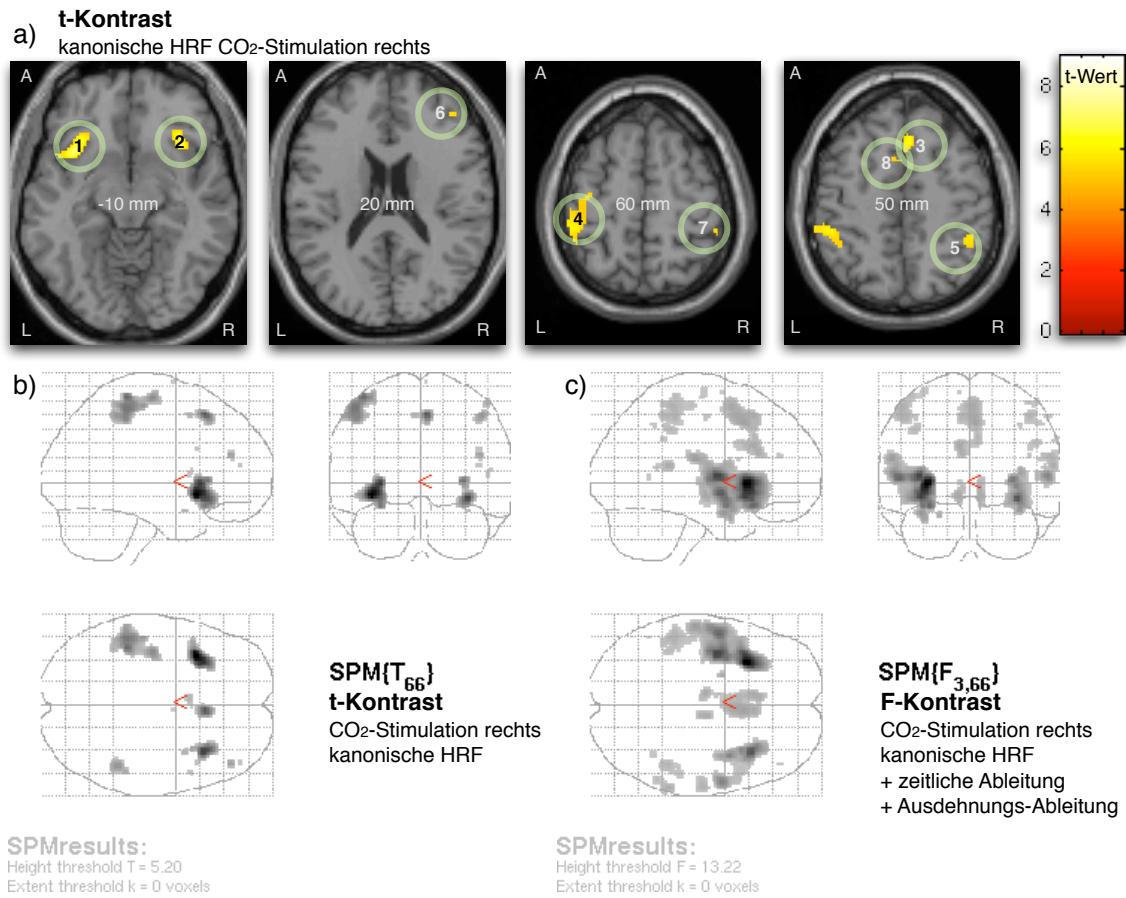 a)
t-Kontrast
kanonische HRF CO2-Stimulation rechts
A
1
2
-10 mm
L
R
6
20 mm
L
R
A
4
60 mm
7
L
R
A
8
3
50 mm
5
L
R
t-Wert
8
6
4
2
0
b)
c)
SPM{T66}
t-Kontrast
CO2-Stimulation rechts
kanonische HRF
SPM{F3,66}
F-Kontrast
CO2-Stimulation rechts
kanonische HRF
+ zeitliche Ableitung
+ Ausdehnungs-Ableitung
SPMresults:
Height threshold T = 5.20
Extent threshold k = 0 voxels
SPMresults:
Height threshold F = 13.22
Extent threshold k = 0 voxels